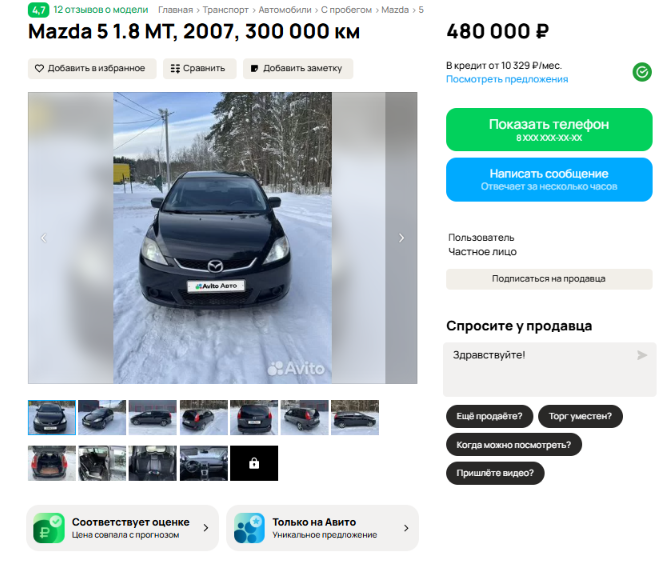 4,7 12 отзывов о модели Главная › Транспорт › Автомобили › С пробегом › Mazda › 5
Mazda 5 1.8 MT, 2007, 300 000 км
480 000 ₽
Добавить в избранное
Сравнить
Добавить заметку
В кредит от 10 329 ₽/мес.
Посмотреть предложения
Показать телефон
8 XXX XXX-XX-XX
Написать сообщение
Отвечает за несколько часов
Пользователь
Частное лицо
Подписаться на продавца
Avito Авто
Avito
Спросите у продавца
Здравствуйте!
Ещё продаёте?
Торг уместен?
Когда можно посмотреть?
Пришлёте видео?
Соответствует оценке
Цена совпала с прогнозом
Только на Авито
Уникальное предложение